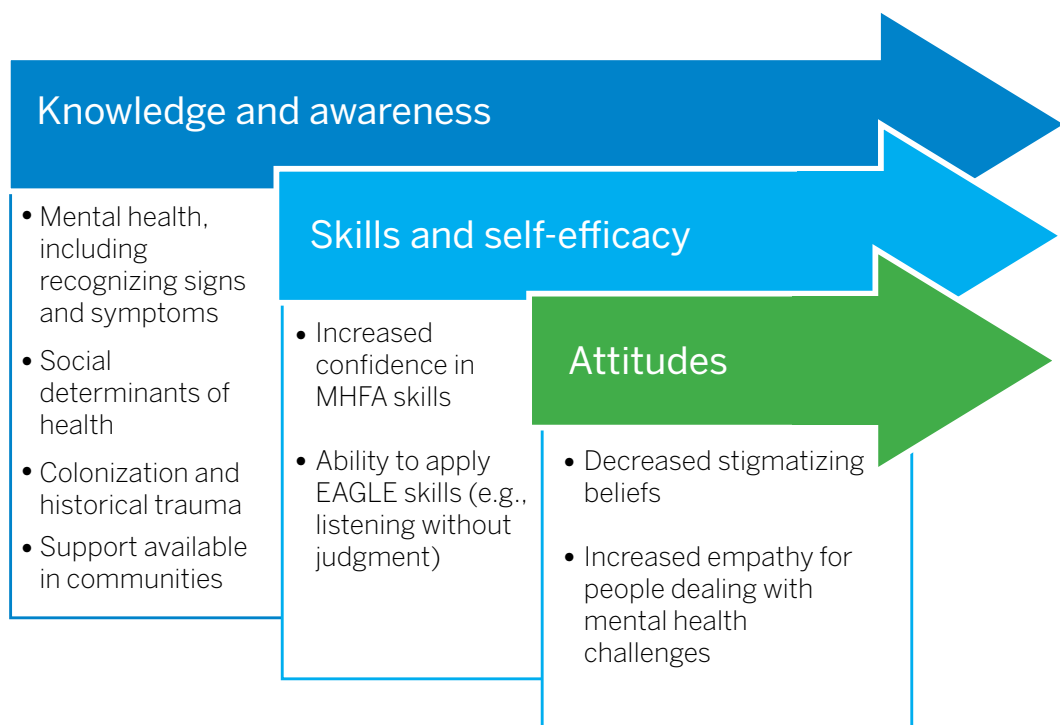 Knowledge and awareness
• Mental health,
including
recognizing signs
and symptoms
• Social
determinants of
health
• Colonization and
historical trauma
• Support available
in communities
Skills and self-efficacy
• Increased
confidence in
MHFA skills
• Ability to apply
EAGLE skills (e.g.,
listening without
judgment)
Attitudes
• Decreased stigmatizing
beliefs
• Increased empathy for
people dealing with
mental health
challenges